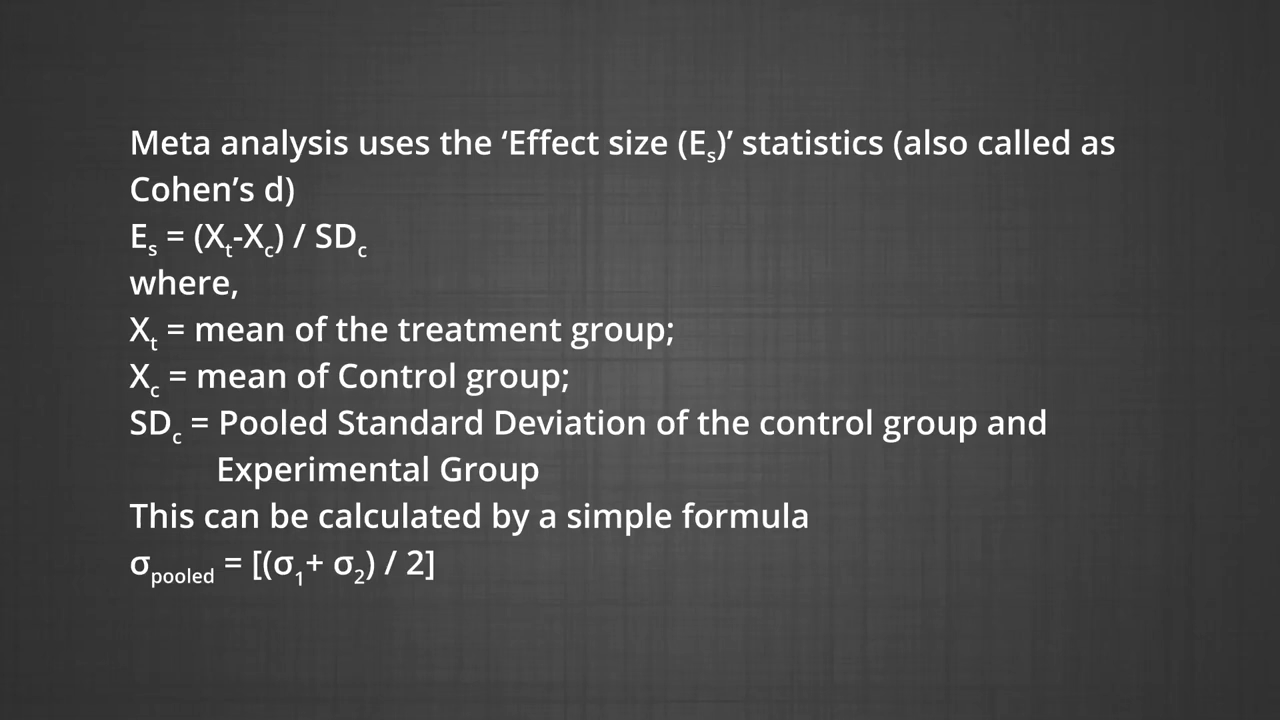 Meta analysis uses the ‘Effect size (Es)’ statistics (also called as
Cohen’s d)
Es = (Xt-Xc) / SDc
where,
Xt = mean of the treatment group;
Xc = mean of Control group;
SDc = Pooled Standard Deviation of the control group and
Experimental Group
This can be calculated by a simple formula
σpooled = [(σ1+ σ2) / 2]